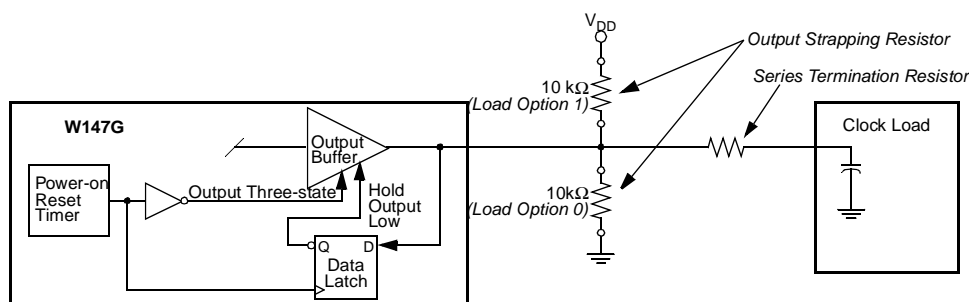 V_DD
Output Strapping Resistor
Series Termination Resistor
10 kΩ
(Load Option 1)
W147G
Clock Load
Output
Buffer
Power-on
Reset
Timer
Output Three-state
Hold
Output
Low
10kΩ
(Load Option 0)
Q
D
Data
Latch